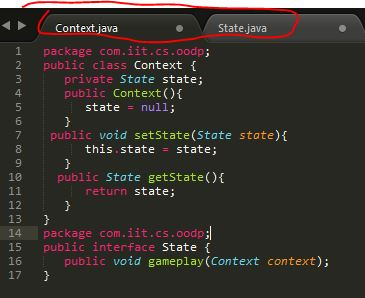 Context.java State.java
1 package com.iit.cs.oodp;
2 public class Context {
3 private State state;
4 public Context(){
5 state = null;
6 }
7 public void setState(State state){
8 this.state = state;
9 }
10 public State getState(){
11 return state;
12 }
13 }
14 package com.iit.cs.oodp;
15 public interface State {
16 public void gameplay(Context context);
17 }